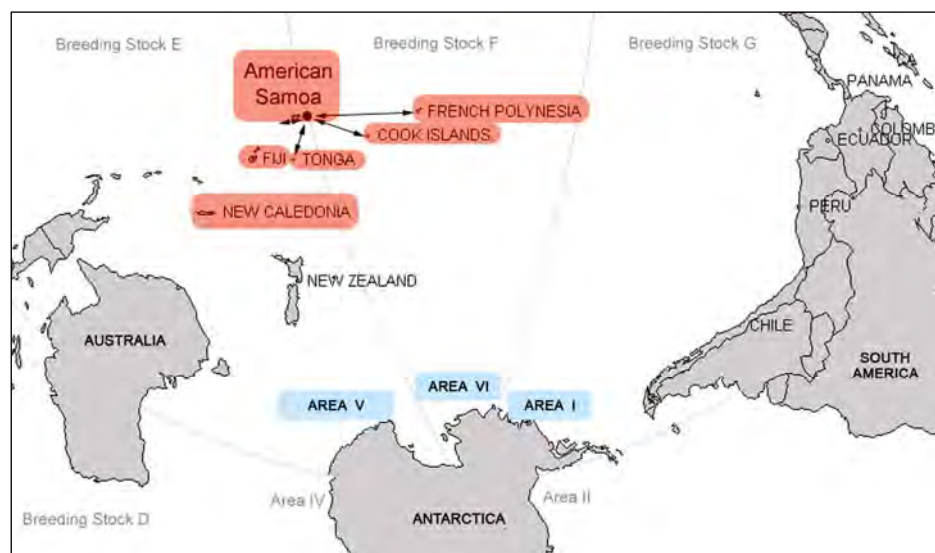 Breeding Stock E
Breeding Stock F
Breeding Stock G
American
Samoa
PANAMA
FRENCH POLYNESIA
COLOMB
COOK ISLANDS
ECUADOR
FIJI
TONGA
PERU
NEW CALEDONIA
NEW ZEALAND
AUSTRALIA
CHILE
SOUTH
AMERICA
AREA VI
AREA V
AREA I
Area IV
Area II
Breeding Stock D
ANTARCTICA